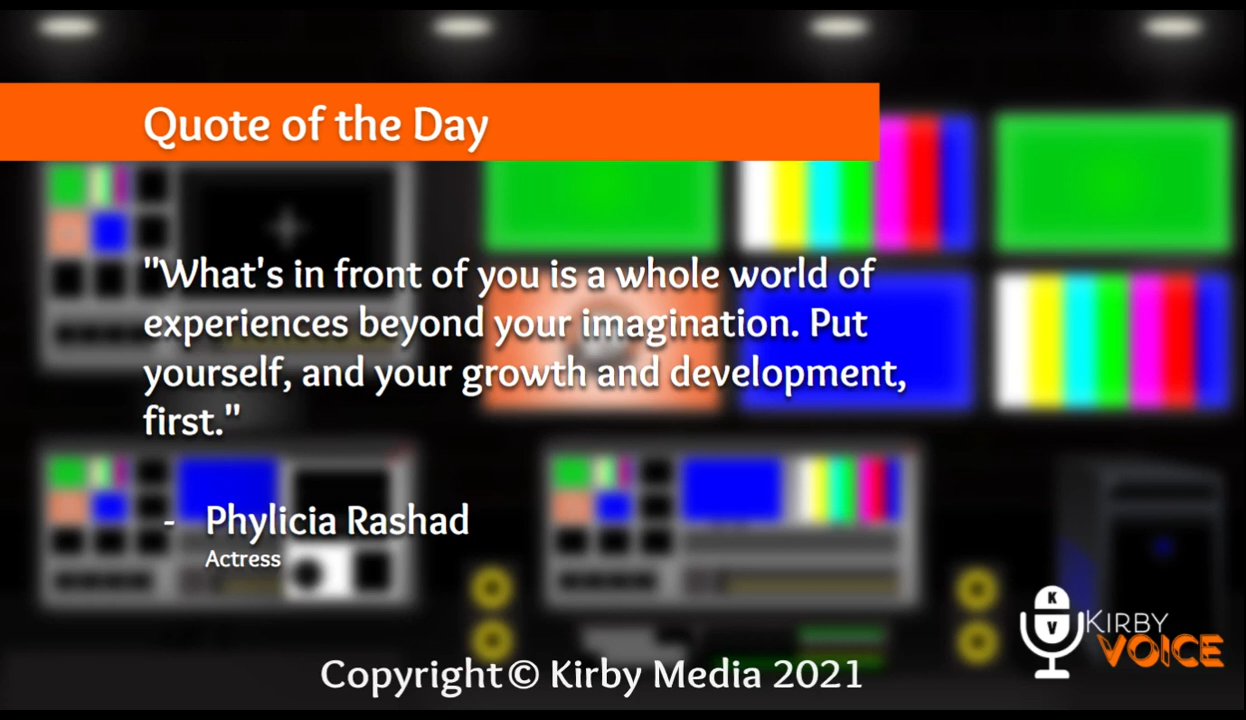 Quote of the Day
"What's in front of you is a whole world of
experiences beyond your imagination. Put
yourself, and your growth and development,
first."
- Phylicia Rashad
Actress
K
V
KIRBY
VOICE
Copyright© Kirby Media 2021